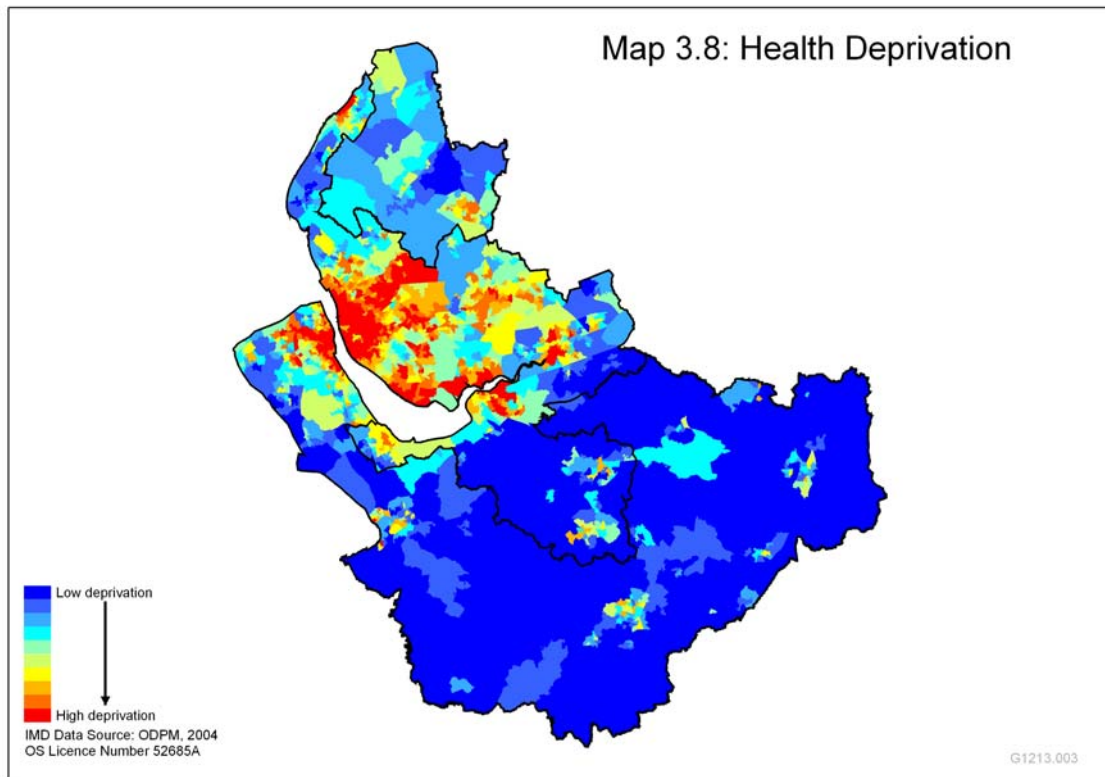 Map 3.8: Health Deprivation
Low deprivation
High deprivation
IMD Data Source: ODPM, 2004
OS Licence Number 52685A
G1213.003